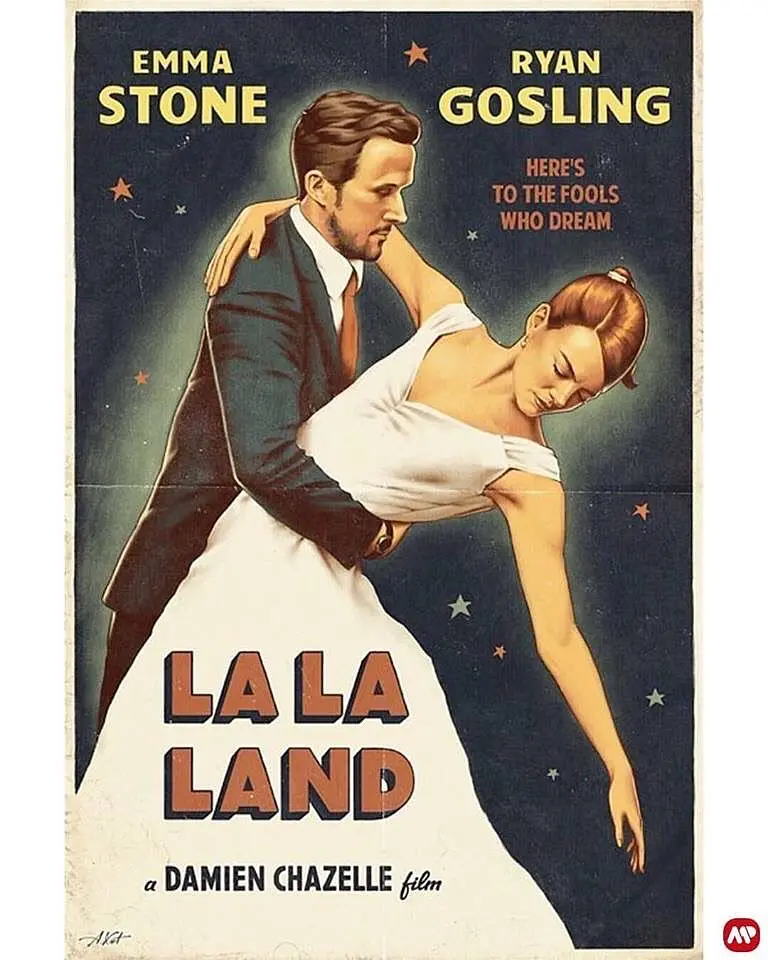 EMMA
STONE
RYAN
GOSLING
HERE'S
TO THE FOOLS
WHO DREAM
LA LA
LAND
a DAMIEN CHAZELLE film